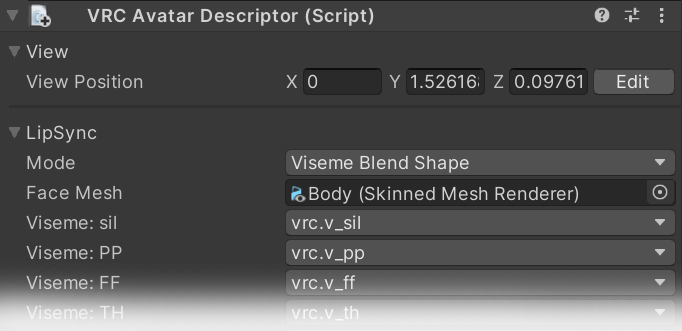 VRC Avatar Descriptor (Script)
View
View Position X 0 Y 1.52616 Z 0.09761 Edit
LipSync
Mode Viseme Blend Shape
Face Mesh Body (Skinned Mesh Renderer)
Viseme: sil vrc.v_sil
Viseme: PP vrc.v_pp
Viseme: FF vrc.v_ff
Viseme: TH vrc.v_th